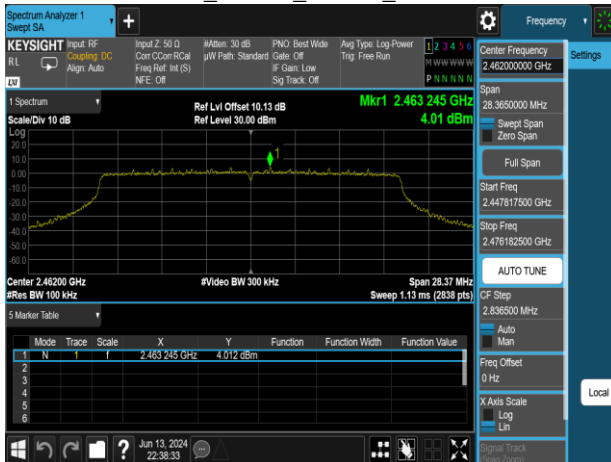 Spectrum Analyzer 1
Swept SA
+
Frequency
KEYSIGHT
RL
LXI
Input: RF
Coupling: DC
Align: Auto
Input Z: 50 Ω
Corr CCorr RCal
Freq Ref: Int (S)
NFE: Off
#Atten: 30 dB
µW Path: Standard
PNO: Best Wide
Gate: Off
IF Gain: Low
Sig Track: Off
Avg Type: Log-Power
Trig: Free Run
1 2 3 4 5 6
M W W W W W
P N N N N N
1 Spectrum
Scale/Div 10 dB
Ref Lvl Offset 10.13 dB
Ref Level 30.00 dBm
Mkr1 2.463 245 GHz
4.01 dBm
Log
20.0
10.0
0.00
-10.0
-20.0
-30.0
-40.0
-50.0
-60.0
1
Center 2.46200 GHz
#Res BW 100 kHz
#Video BW 300 kHz
Span 28.37 MHz
Sweep 1.13 ms (2838 pts)
5 Marker Table
Mode Trace Scale X Y Function Function Width Function Value
1 N 1 f 2.463 245 GHz 4.012 dBm
2
3
4
5
6
?
Jun 13, 2024
22:38:33
Center Frequency
2.462000000 GHz
Settings
Span
28.3650000 MHz
Swept Span
Zero Span
Full Span
Start Freq
2.447817500 GHz
Stop Freq
2.476182500 GHz
AUTO TUNE
CF Step
2.836500 MHz
Auto
Man
Freq Offset
0 Hz
X Axis Scale
Log
Lin
Local
Signal Track
(Span Zoom)